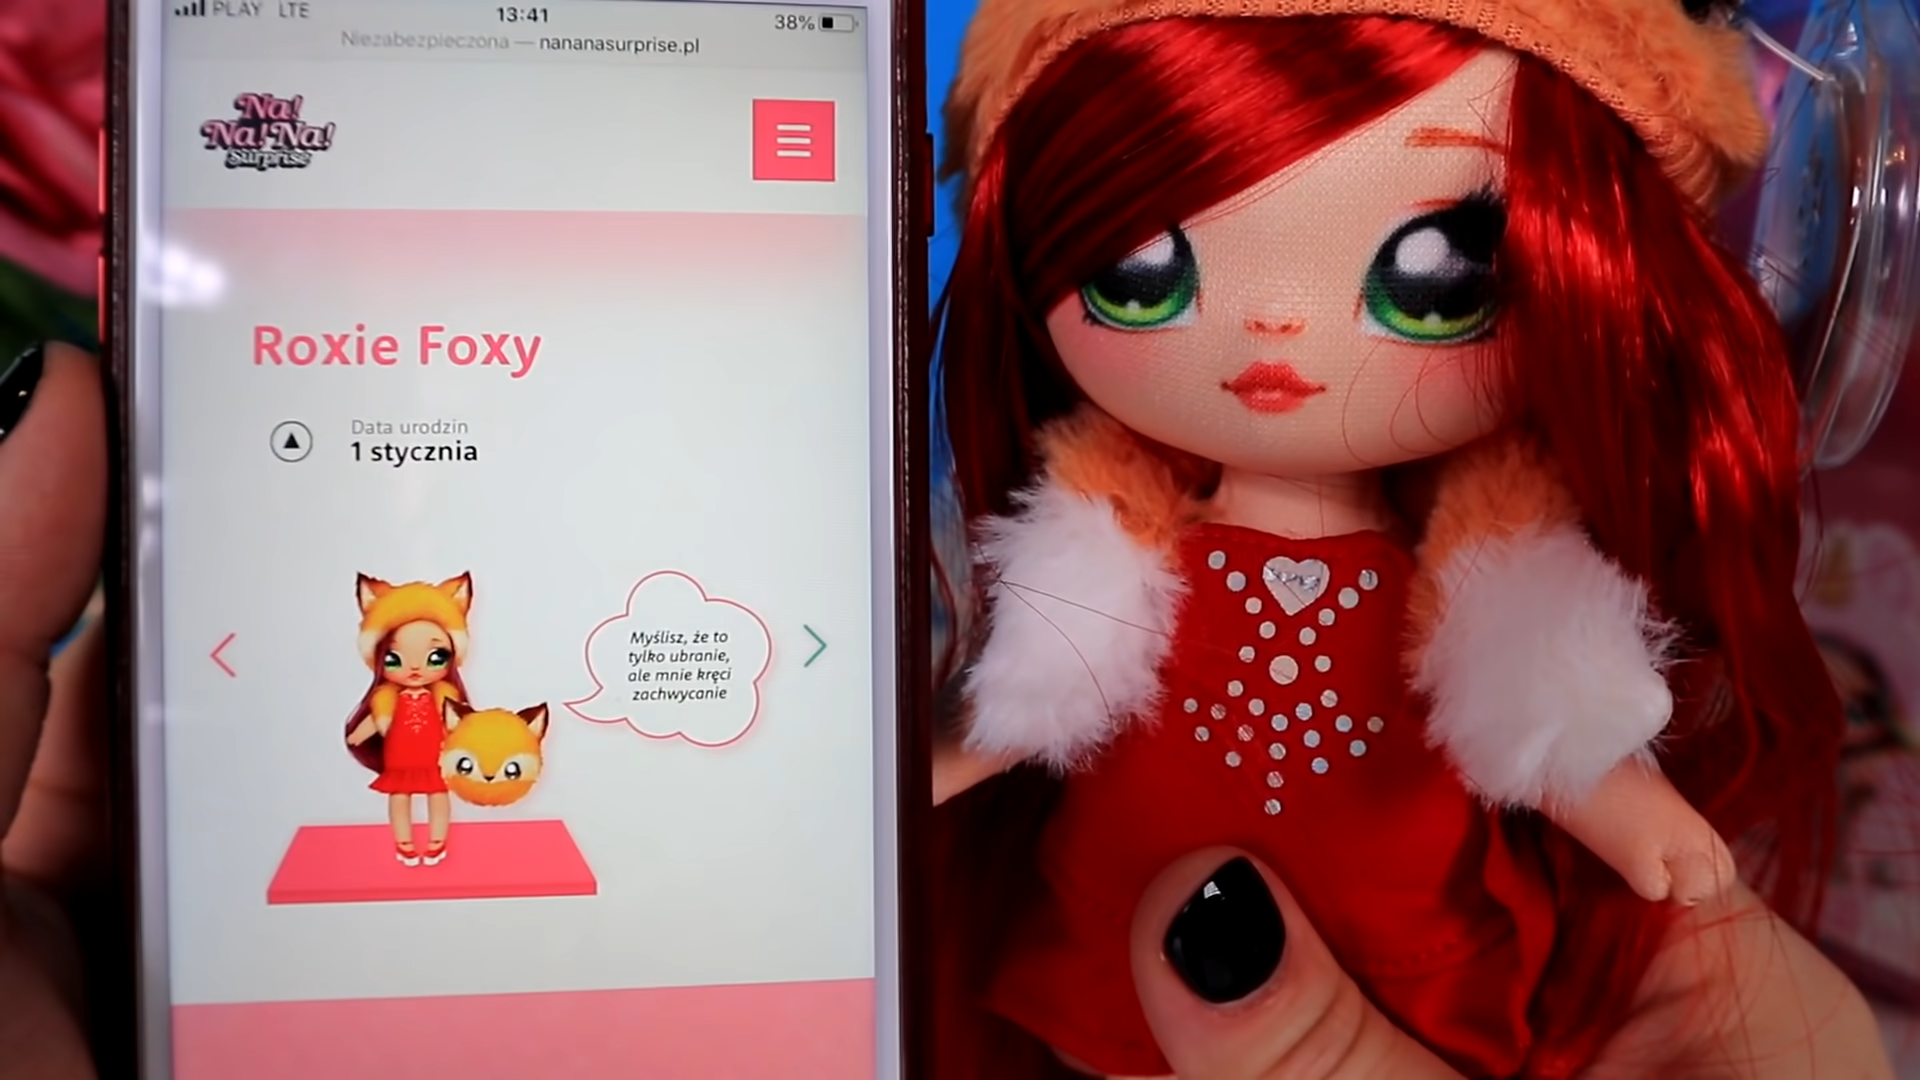 PLAY LTE 13:41 38%
Niezabezpieczona — nananasurprise.pl
Na!
Na! Na!
Surprise
Roxie Foxy
Data urodzin
1 stycznia
Myślisz, że to
tylko ubranie,
ale mnie kręci
zachwycanie